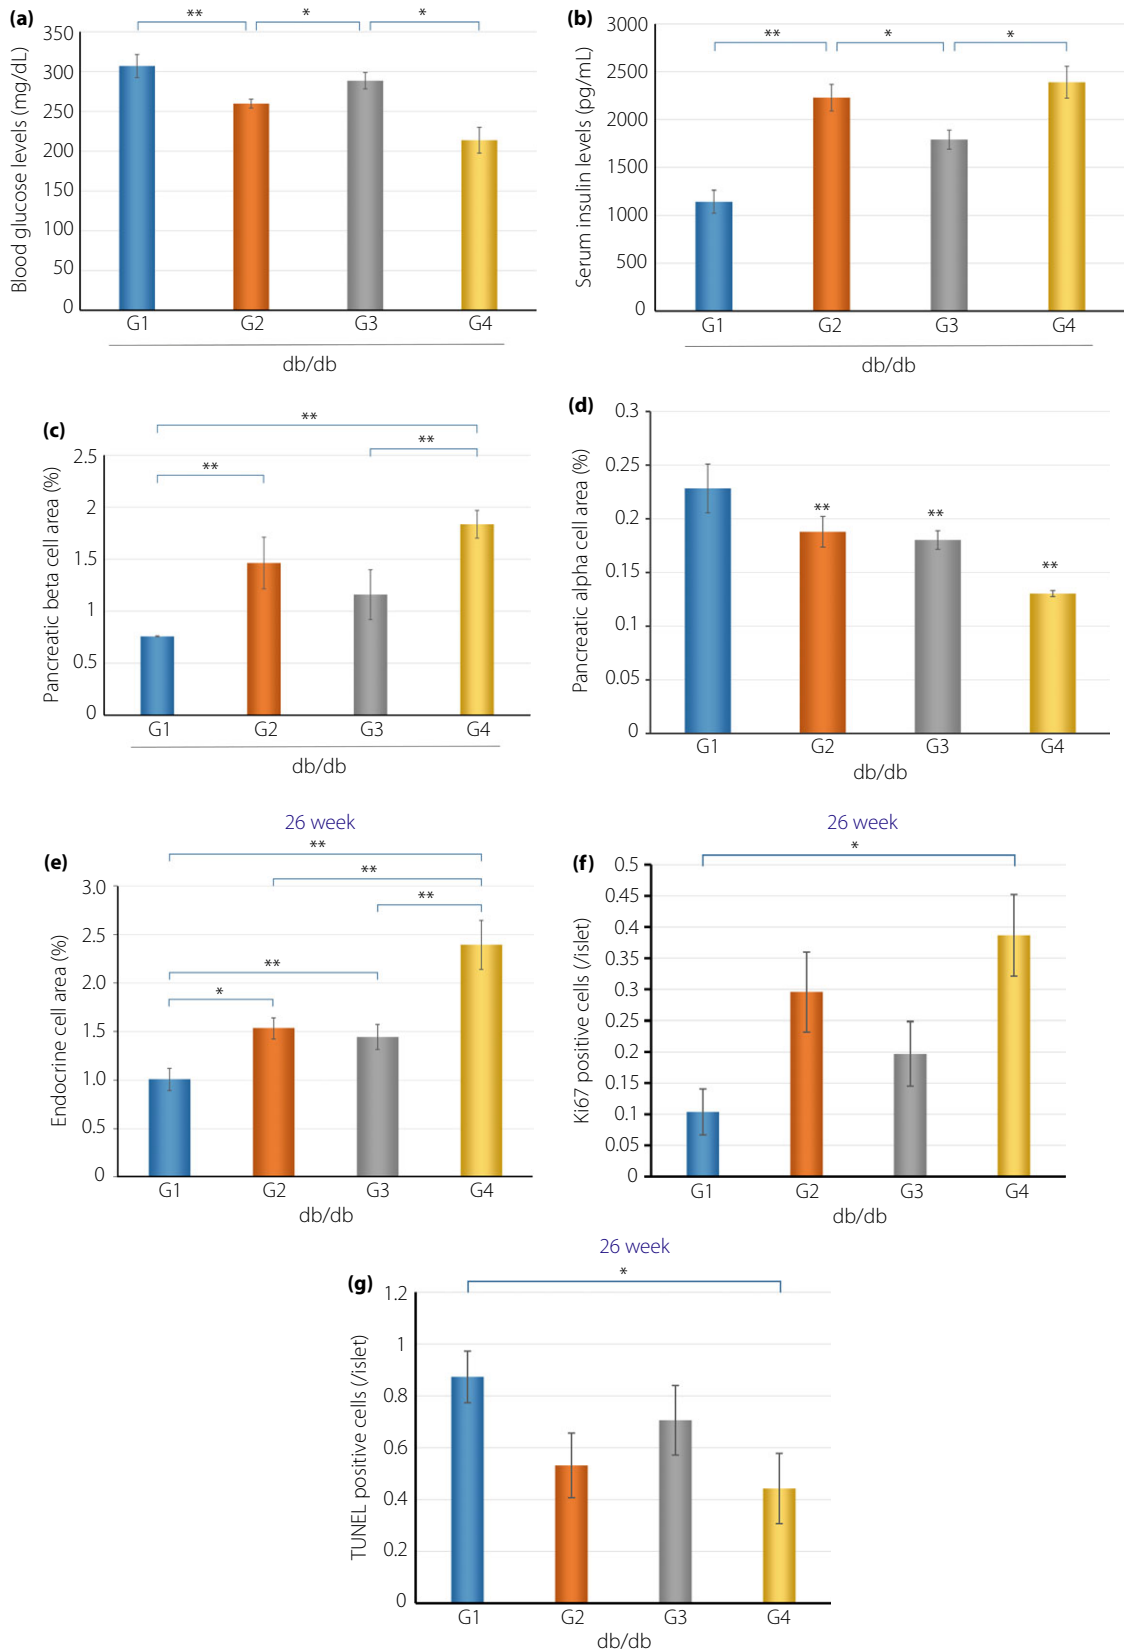 (a)
** * *
350
300
250
200
150
100
50
0
Blood glucose levels (mg/dL)
G1 G2 G3 G4
db/db
(b)
** * *
3000
2500
2000
1500
1000
500
0
Serum insulin levels (pg/mL)
G1 G2 G3 G4
db/db
(c)
**
**
**
2.5
2
1.5
1
0.5
0
Pancreatic beta cell area (%)
G1 G2 G3 G4
db/db
(d)
0.3
0.25
0.2
0.15
0.1
0.05
0
Pancreatic alpha cell area (%)
** ** **
G1 G2 G3 G4
db/db
26 week
(e)
**
**
**
**
*
3.0
2.5
2.0
1.5
1.0
0.5
0
Endocrine cell area (%)
G1 G2 G3 G4
db/db
26 week
(f)
*
0.5
0.45
0.4
0.35
0.3
0.25
0.2
0.15
0.1
0.05
0
Ki67 positive cells (/islet)
G1 G2 G3 G4
db/db
26 week
(g)
*
1.2
1
0.8
0.6
0.4
0.2
0
TUNEL positive cells (/islet)
G1 G2 G3 G4
db/db